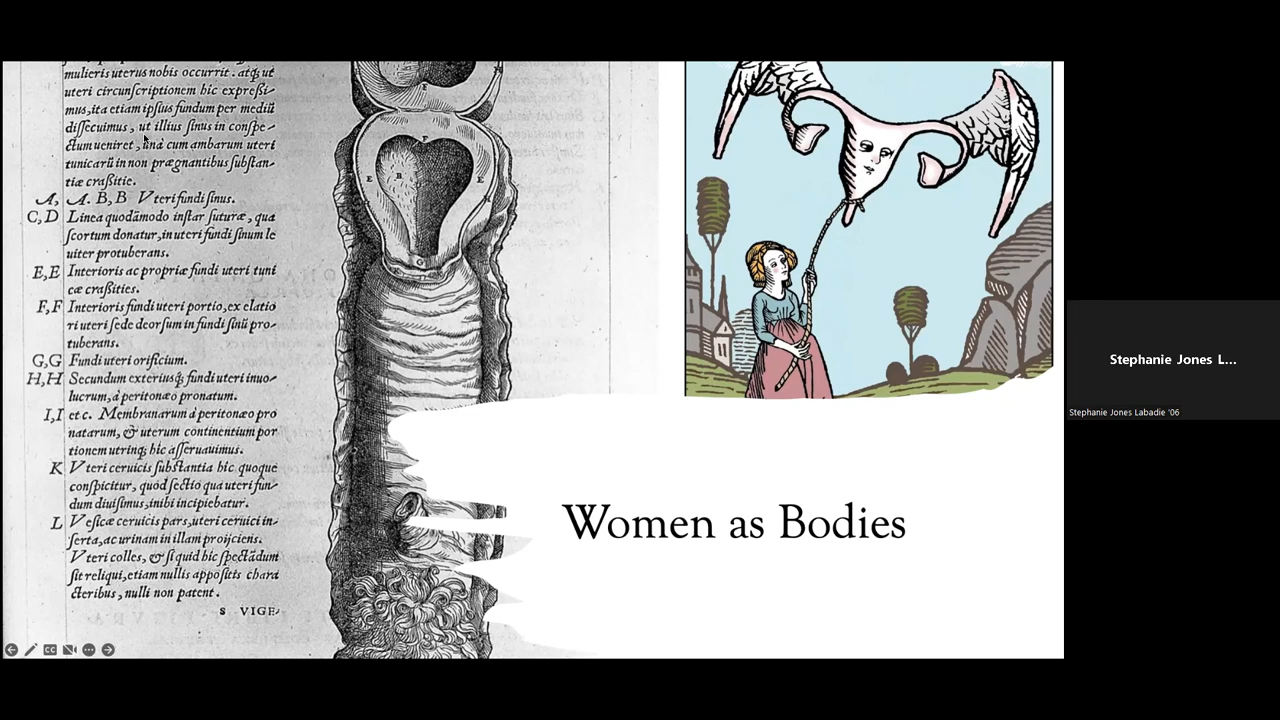 mulieris uterus nobis occurrit. atq́; ut
uteri circunſcriptionem hic expreſsi-
mus, ita etiam ipſius fundum per mediũ
diſſecuimus, ut illius ſinus in conſpe-
ctum ueniret, unà cum ambarum uteri
tunicarũ in non prægnantibus ſubſtan-
tiæ craſsitie.
A, A. B, B Vteri fundi ſinus.
C, D Linea quodãmodo inſtar ſuturæ, qua
ſcortum donatur, in uteri fundi ſinum le
uiter protuberans.
E, E Interioris ac propriæ fundi uteri tuni
cæ craſsities.
F, F Interioris fundi uteri portio, ex elatio
ri uteri ſede deorſum in fundi ſinũ pro-
tuberans.
G, G Fundi uteri orificium.
H, H Secundum exteriusq́; fundi uteri inuo-
lucrum, à peritonæo pronatum.
I, I et c. Membranarum à peritonæo pro
natarum, & uterum continentium por
tionem utrinq; hic aſſeruauimus.
K Vteri ceruicis ſubſtantia hic quoque
conſpicitur, quòd ſectio qua uteri fun-
dum diuiſimus, inibi incipiebatur.
L Veſicæ ceruicis pars, uteri ceruici in-
ſerta, ac urinam in illam proijciens.
Vteri colles, & ſi quid hic ſpectãdum
ſit reliqui, etiam nullis appoſitis chara
cteribus, nulli non patent.
S VIGE-
Women as Bodies
Stephanie Jones L...
Stephanie Jones Labadie '06